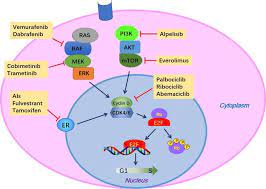 Vemurafenib
Dabrafenib
RAS
BAF
MEK
ERK
PI3K
AKT
mTOR
Alpelisib
Everolimus
Cobimetinib
Trametinib
Palbociclib
Ribociclib
Abemaciclib
AIs
Fulvestrant
Tamoxifen
ER
Cyclin D
CDK4/6
Rb
E2F
Rb
E2F
G1
S
Cytoplasm
Nucleus